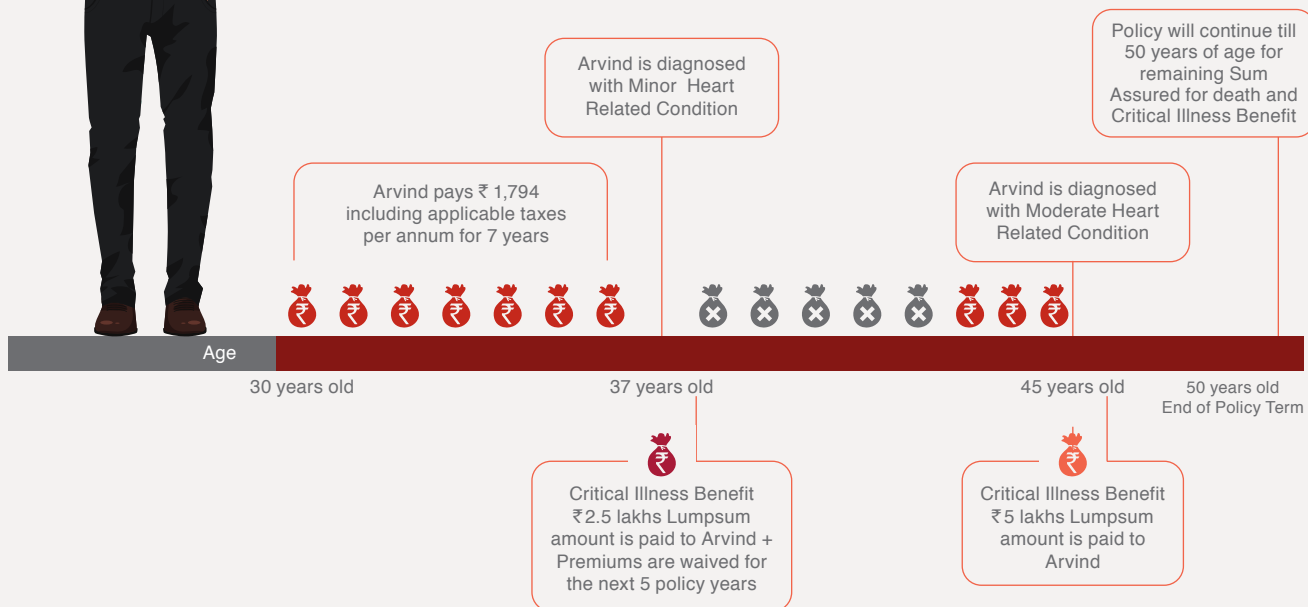 Policy will continue till
50 years of age for
remaining Sum
Assured for death and
Critical Illness Benefit
Arvind is diagnosed
with Minor Heart
Related Condition
Arvind pays ₹ 1,794
including applicable taxes
per annum for 7 years
Arvind is diagnosed
with Moderate Heart
Related Condition
₹ ₹ ₹ ₹ ₹ ₹ ₹ ₹ ₹ ₹
Age
30 years old
37 years old
45 years old
50 years old
End of Policy Term
₹
Critical Illness Benefit
₹2.5 lakhs Lumpsum
amount is paid to Arvind +
Premiums are waived for
the next 5 policy years
₹
Critical Illness Benefit
₹5 lakhs Lumpsum
amount is paid to
Arvind